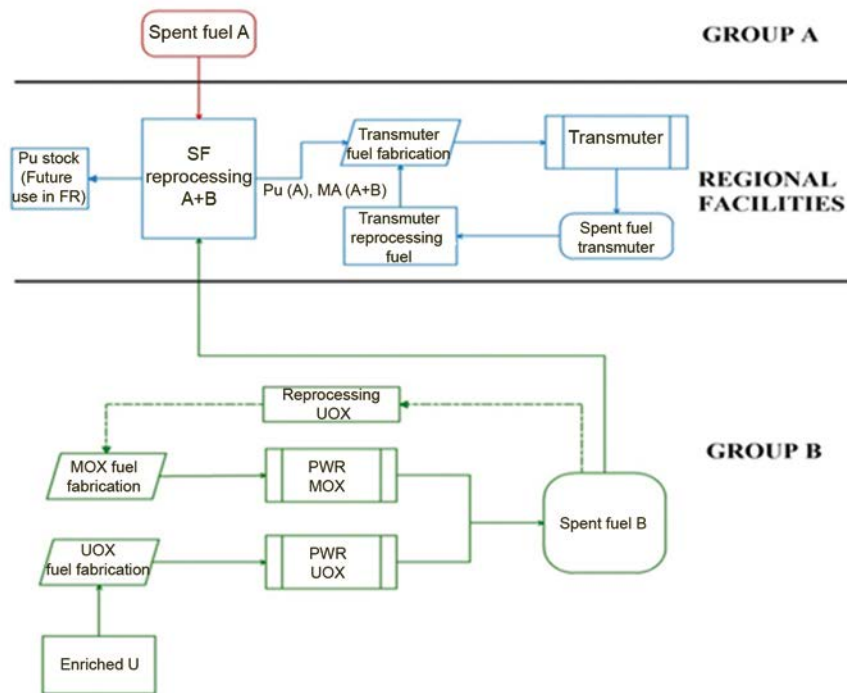 Spent fuel A
GROUP A
Pu stock
(Future
use in FR)
SF
reprocessing
A+B
Pu (A), MA (A+B)
Transmuter
fuel fabrication
Transmuter
Transmuter
reprocessing
fuel
Spent fuel
transmuter
REGIONAL
FACILITIES
Reprocessing
UOX
MOX fuel
fabrication
PWR
MOX
GROUP B
Spent fuel B
UOX
fuel fabrication
PWR
UOX
Enriched U